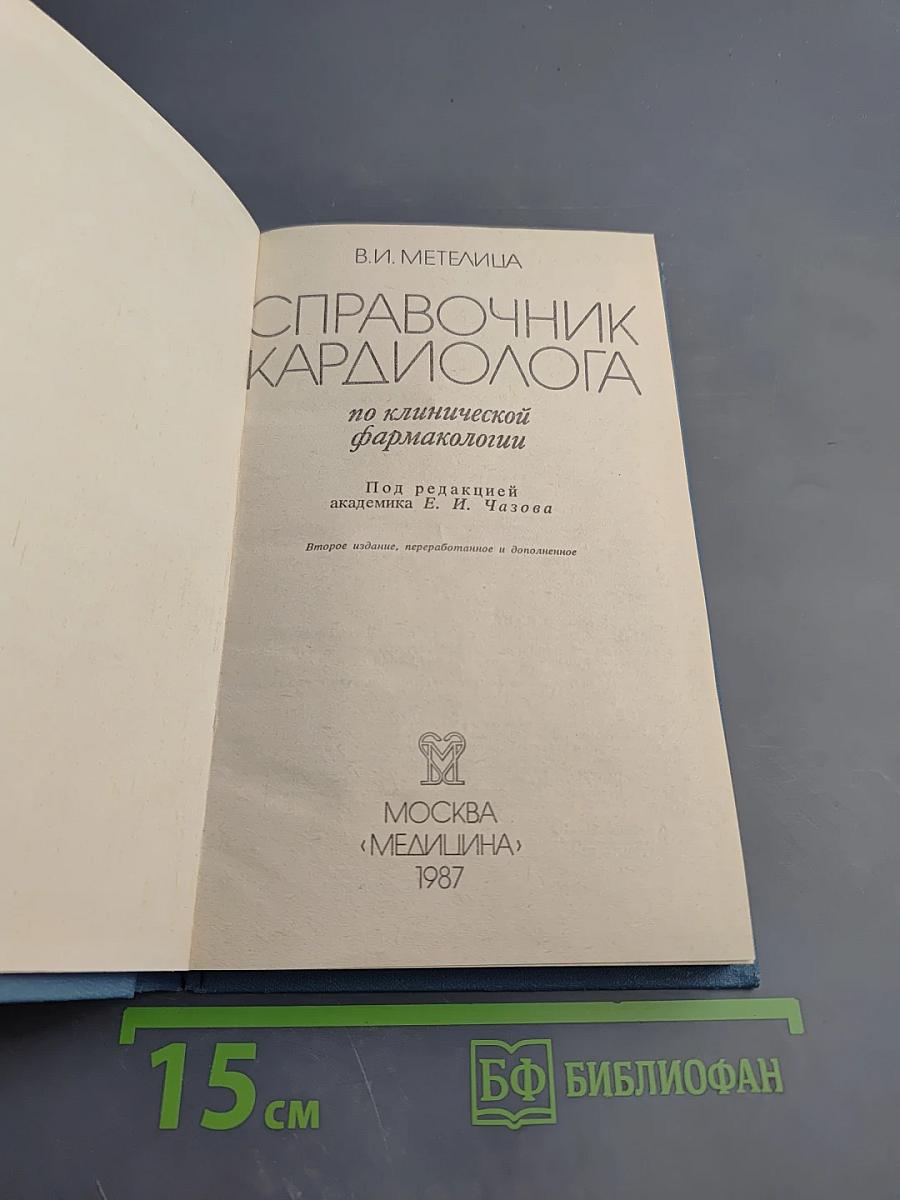 В.И. МЕТЕЛИЦА
СПРАВОЧНИК
КАРДИОЛОГА
по клинической
фармакологии
Под редакцией
академика Е. И. Чазова
Второе издание, переработанное и дополненное
МОСКВА
‹МЕДИЦИНА›
1987
15 см
БФ БИБЛИОФАН